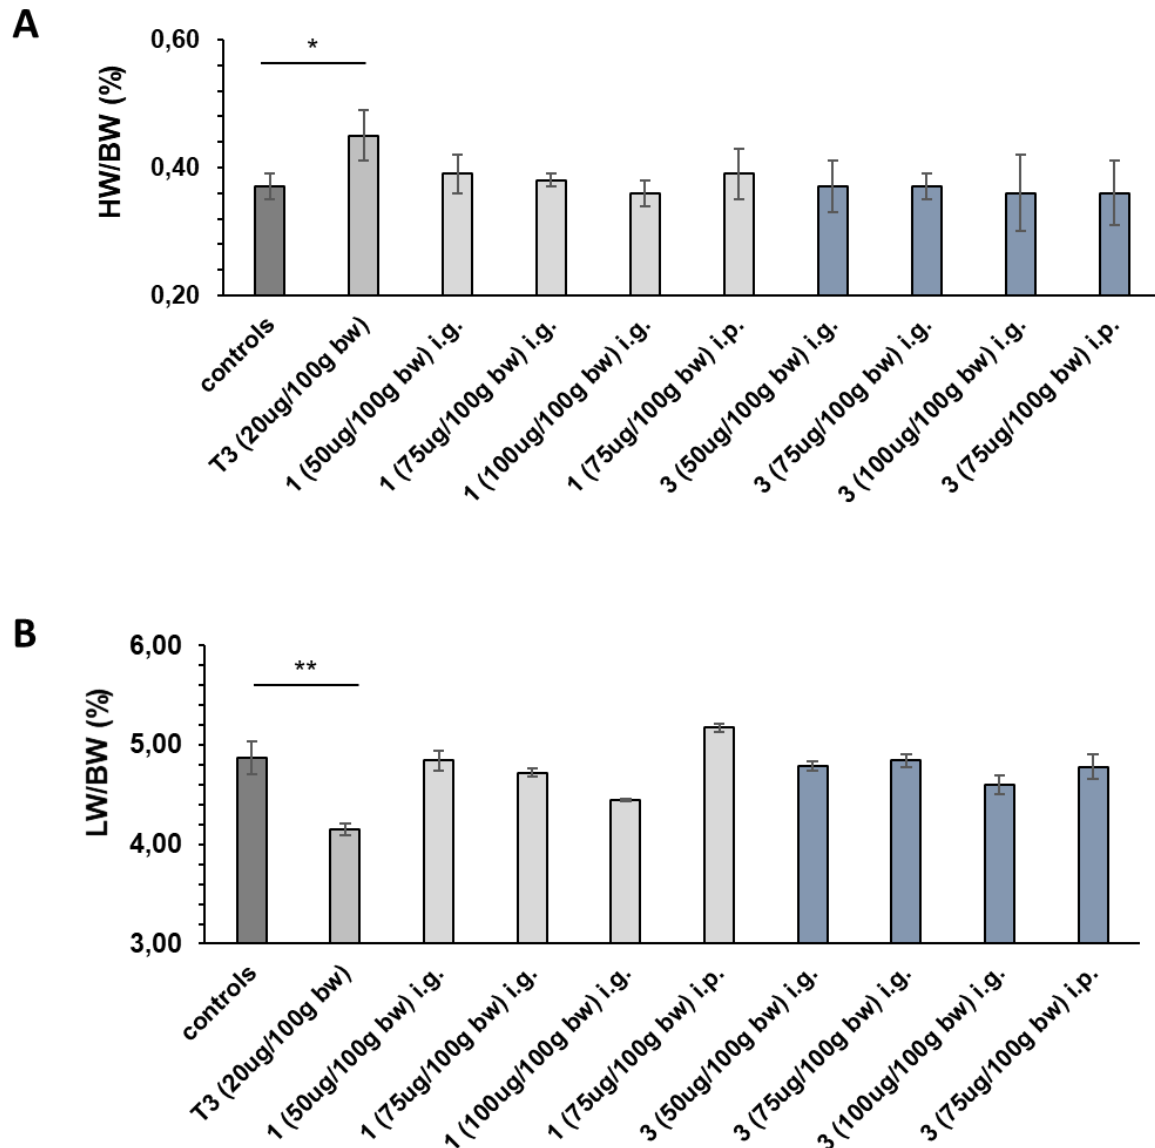 A
HW/BW (%)
0,60
0,40
0,20
*
controls
T3 (20ug/100g bw)
1 (50ug/100g bw) i.g.
1 (75ug/100g bw) i.g.
1 (100ug/100g bw) i.g.
1 (75ug/100g bw) i.p.
3 (50ug/100g bw) i.g.
3 (75ug/100g bw) i.g.
3 (100ug/100g bw) i.g.
3 (75ug/100g bw) i.p.
B
LW/BW (%)
6,00
5,00
4,00
3,00
**
controls
T3 (20ug/100g bw)
1 (50ug/100g bw) i.g.
1 (75ug/100g bw) i.g.
1 (100ug/100g bw) i.g.
1 (75ug/100g bw) i.p.
3 (50ug/100g bw) i.g.
3 (75ug/100g bw) i.g.
3 (100ug/100g bw) i.g.
3 (75ug/100g bw) i.p.